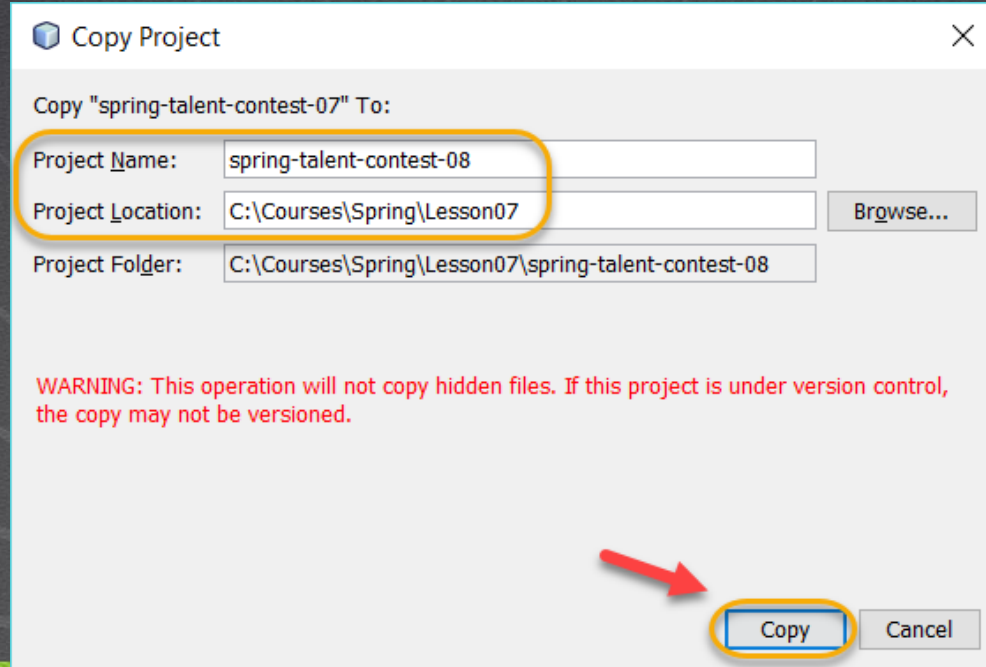 Copy Project
Copy "spring-talent-contest-07" To:
Project Name: spring-talent-contest-08
Project Location: C:\Courses\Spring\Lesson07 Browse...
Project Folder: C:\Courses\Spring\Lesson07\spring-talent-contest-08
WARNING: This operation will not copy hidden files. If this project is under version control,
the copy may not be versioned.
Copy Cancel